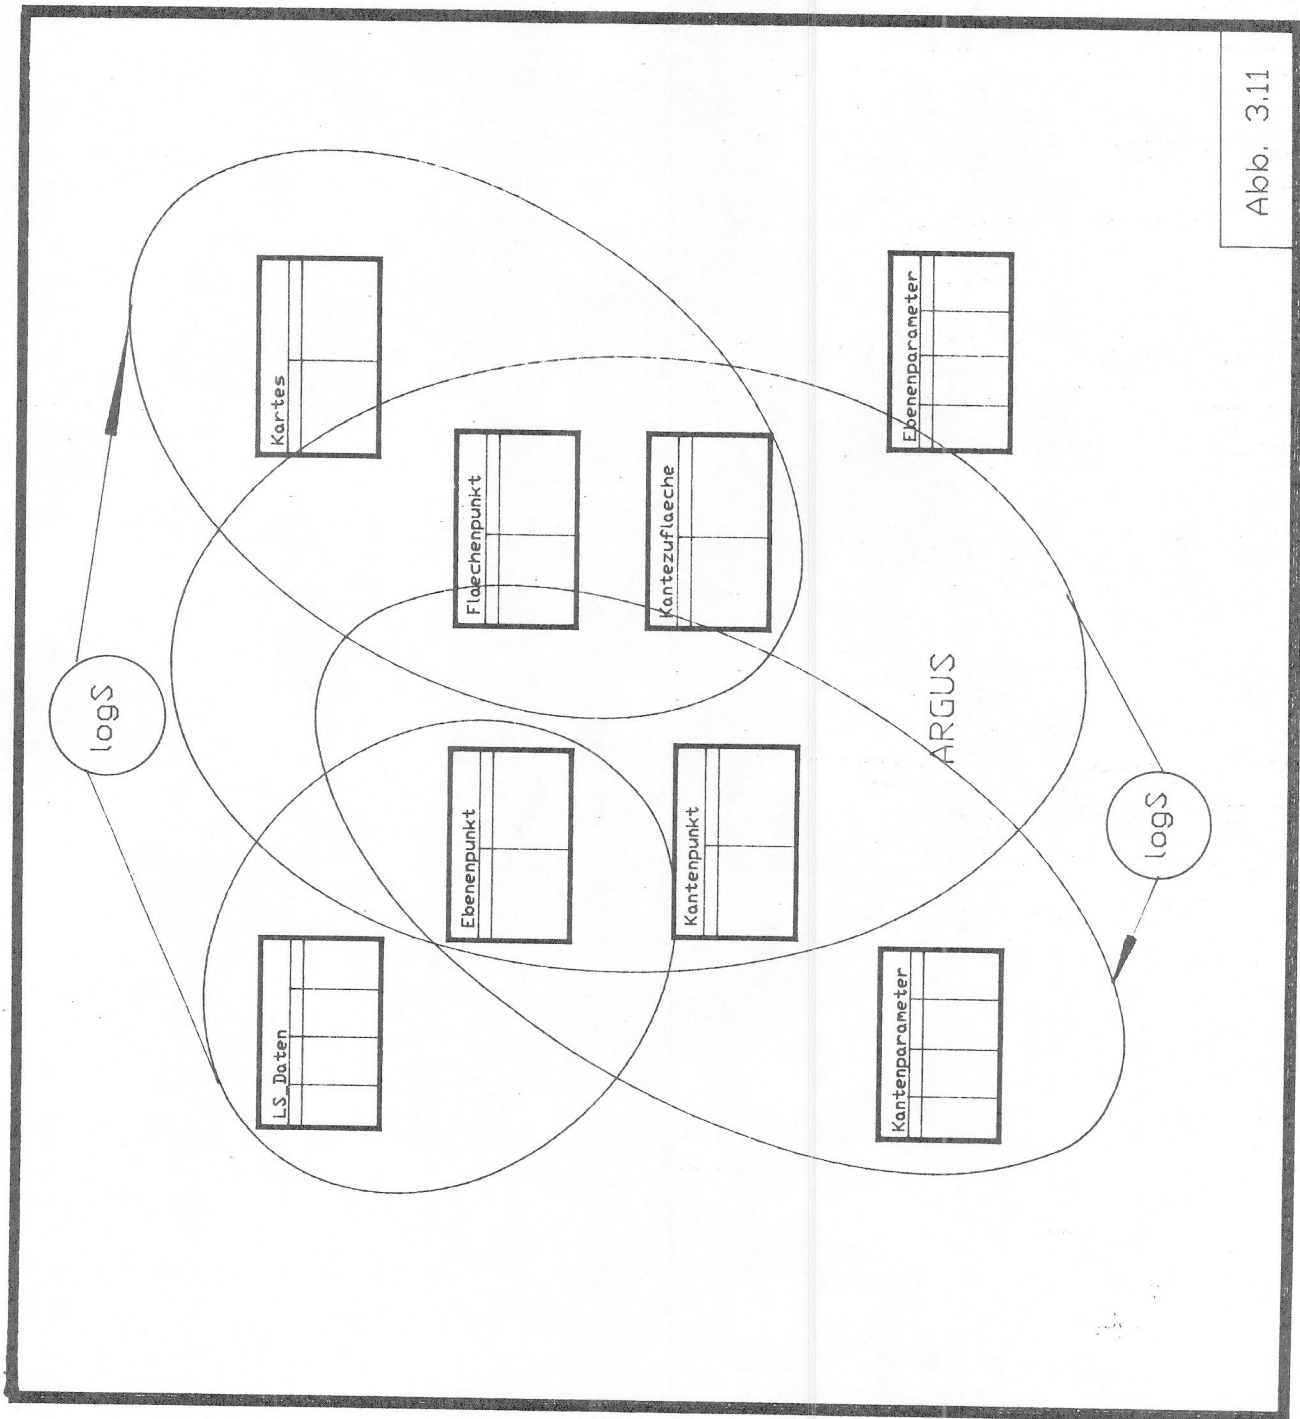 logS
LS_Daten
Kartes
Ebenenpunkt
Flaechenpunkt
Kantenpunkt
Kantezuflaeche
Kantenparameter
ARGUS
Ebenenparameter
logS
Abb. 3.11